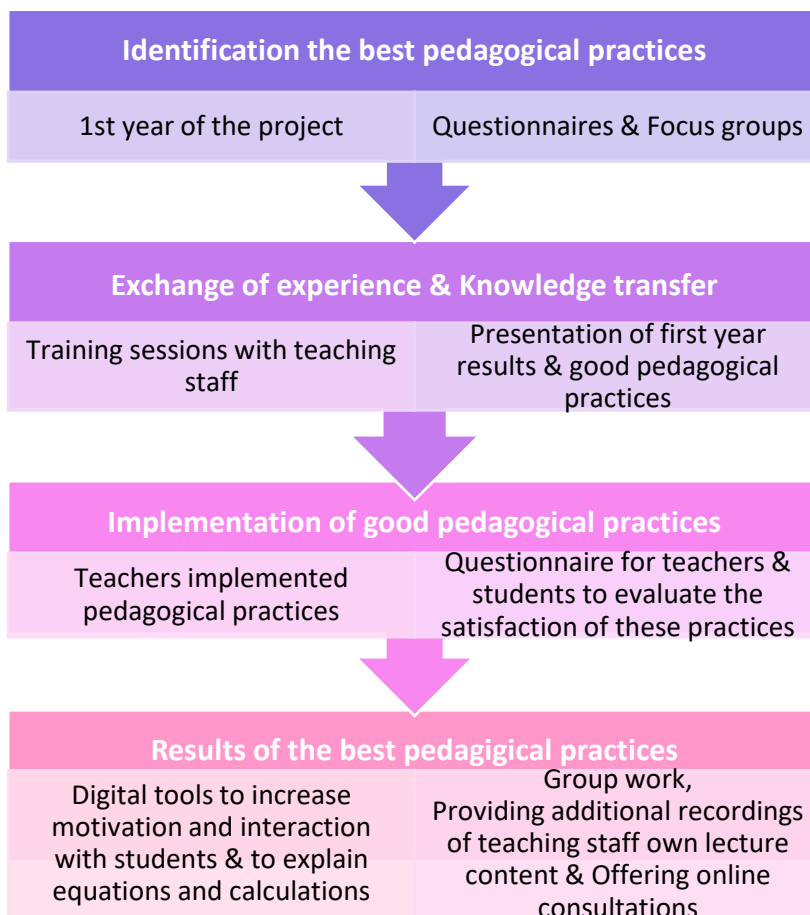 Identification the best pedagogical practices
1st year of the project
Questionnaires & Focus groups
Exchange of experience & Knowledge transfer
Training sessions with teaching
staff
Presentation of first year
results & good pedagogical
practices
Implementation of good pedagogical practices
Teachers implemented
pedagogical practices
Questionnaire for teachers &
students to evaluate the
satisfaction of these practices
Results of the best pedagigical practices
Digital tools to increase
motivation and interaction
with students & to explain
equations and calculations
Group work,
Providing additional recordings
of teaching staff own lecture
content & Offering online
consultations